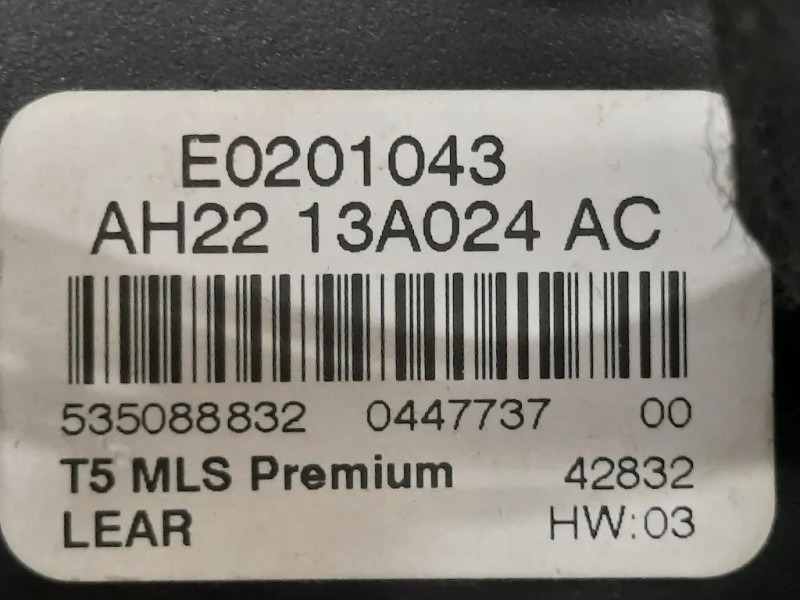 E0201043
AH22 13A024 AC
535088832 0447737 00
T5 MLS Premium 42832
LEAR HW:03